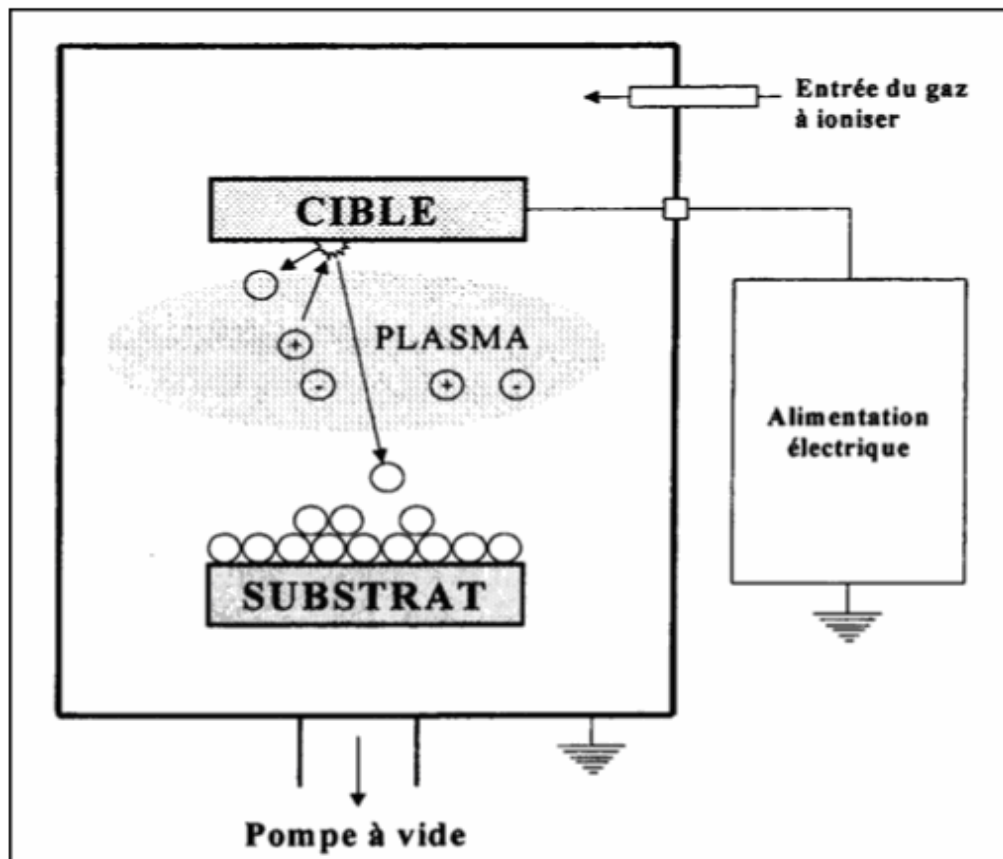 Entrée du gaz
à ioniser
CIBLE
PLASMA
+
-
+
-
Alimentation
électrique
SUBSTRAT
Pompe à vide